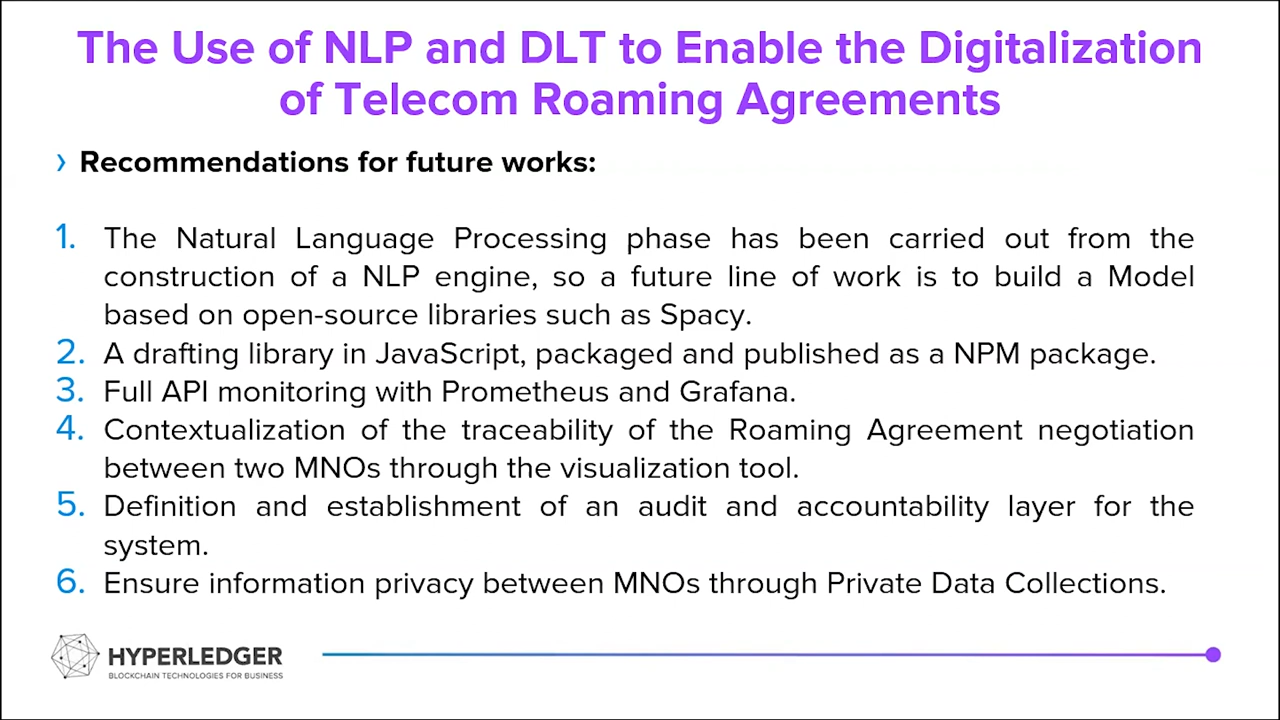 The Use of NLP and DLT to Enable the Digitalization
of Telecom Roaming Agreements
› Recommendations for future works:
1. The Natural Language Processing phase has been carried out from the
construction of a NLP engine, so a future line of work is to build a Model
based on open-source libraries such as Spacy.
2. A drafting library in JavaScript, packaged and published as a NPM package.
3. Full API monitoring with Prometheus and Grafana.
4. Contextualization of the traceability of the Roaming Agreement negotiation
between two MNOs through the visualization tool.
5. Definition and establishment of an audit and accountability layer for the
system.
6. Ensure information privacy between MNOs through Private Data Collections.
HYPERLEDGER
BLOCKCHAIN TECHNOLOGIES FOR BUSINESS